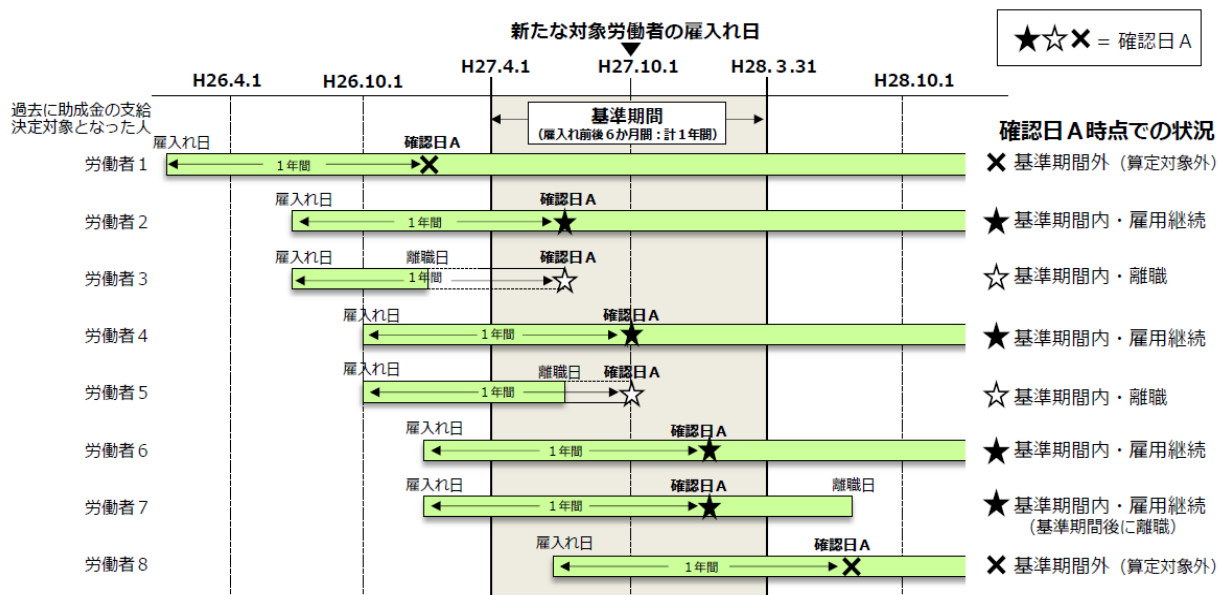 新たな対象労働者の雇入れ日
▼
★☆✖ = 確認日A
H26.4.1
H26.10.1
H27.4.1
H27.10.1
H28.3.31
H28.10.1
過去に助成金の支給
決定対象となった人
基準期間
(雇入れ前後6か月間:計1年間)
確認日A時点での状況
労働者1
雇入れ日
1年間
確認日A
✖ 基準期間外(算定対象外)
労働者2
雇入れ日
1年間
確認日A
★ 基準期間内・雇用継続
労働者3
雇入れ日
離職日
1年間
確認日A
☆ 基準期間内・離職
労働者4
雇入れ日
1年間
確認日A
★ 基準期間内・雇用継続
労働者5
雇入れ日
1年間
離職日
確認日A
☆ 基準期間内・離職
労働者6
雇入れ日
1年間
確認日A
★ 基準期間内・雇用継続
労働者7
雇入れ日
1年間
確認日A
離職日
★ 基準期間内・雇用継続
(基準期間後に離職)
労働者8
雇入れ日
1年間
確認日A
✖ 基準期間外(算定対象外)